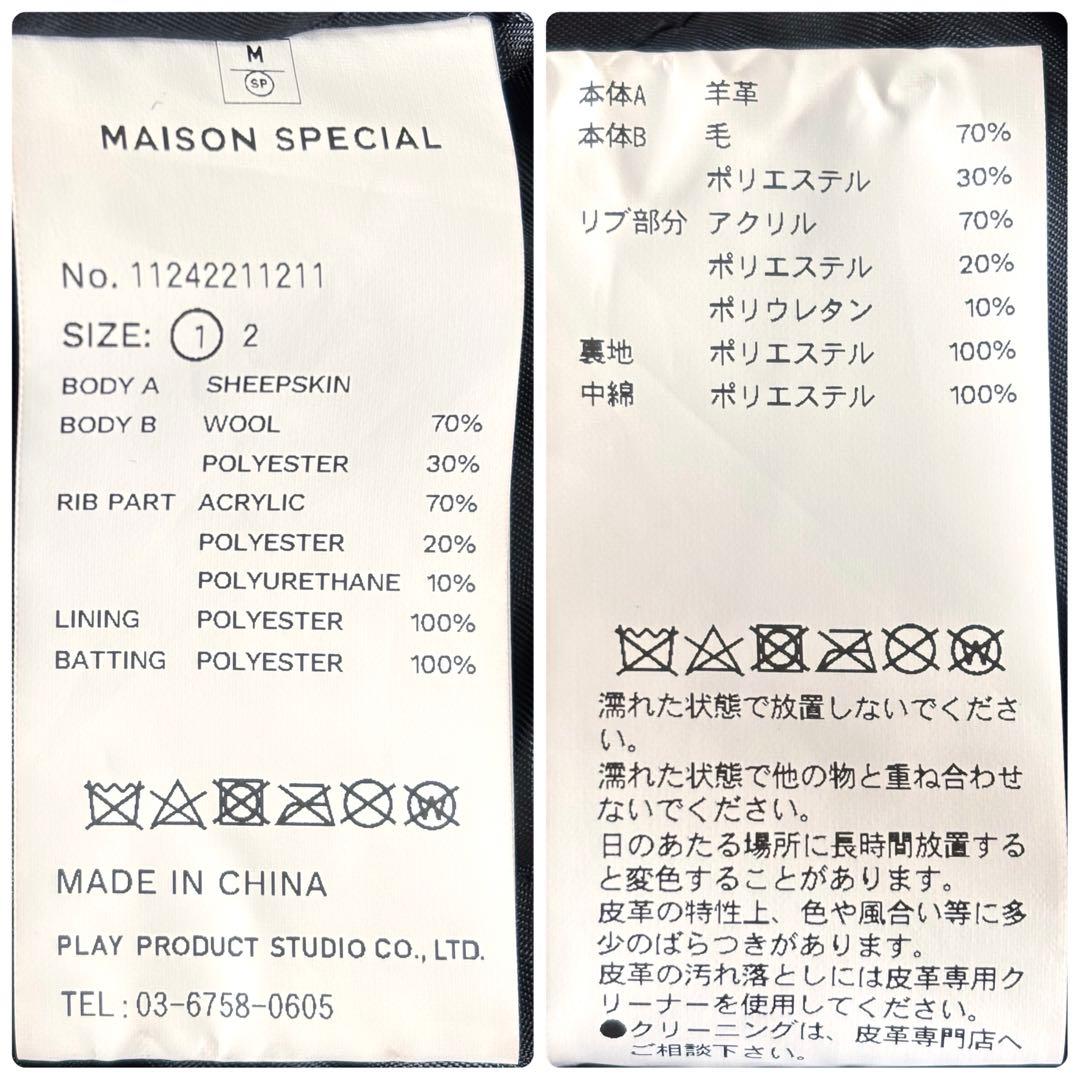 M
SP
MAISON SPECIAL
No. 11242211211
SIZE: 1 2
BODY A SHEEPSKIN
BODY B WOOL 70%
POLYESTER 30%
RIB PART ACRYLIC 70%
POLYESTER 20%
POLYURETHANE 10%
LINING POLYESTER 100%
BATTING POLYESTER 100%
W
MADE IN CHINA
PLAY PRODUCT STUDIO CO., LTD.
TEL : 03-6758-0605
本体A 羊革
本体B 毛 70%
ポリエステル 30%
リブ部分 アクリル 70%
ポリエステル 20%
ポリウレタン 10%
裏地 ポリエステル 100%
中綿 ポリエステル 100%
W
濡れた状態で放置しないでくださ
い。
濡れた状態で他の物と重ね合わせ
ないでください。
日のあたる場所に長時間放置する
と変色することがあります。
皮革の特性上、色や風合い等に多
少のばらつきがあります。
皮革の汚れ落としには皮革専用ク
リーナーを使用してください。
●クリーニングは、皮革専門店へ
ご相談下さい。